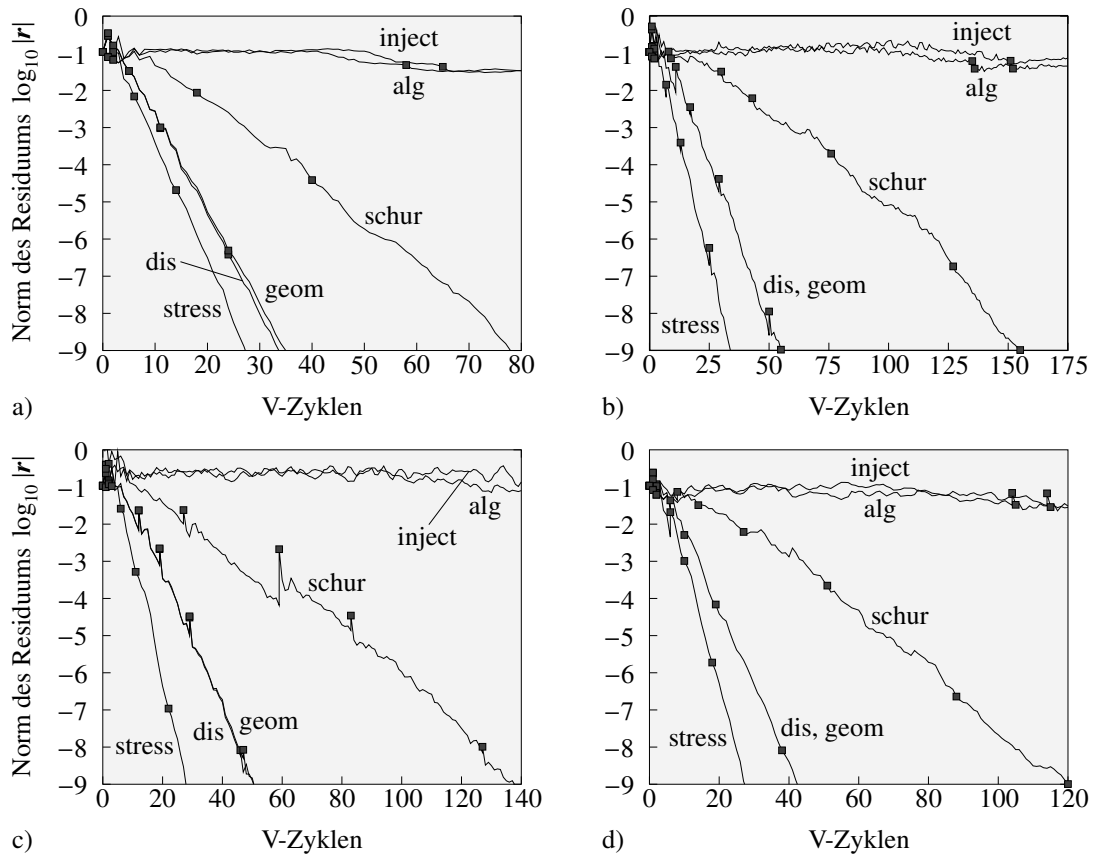 Norm des Residuums log₁₀ |r|
0
−1
−2
−3
−4
−5
−6
−7
−8
−9
inject
alg
schur
dis
geom
stress
0 10 20 30 40 50 60 70 80
a) V-Zyklen
0
−1
−2
−3
−4
−5
−6
−7
−8
−9
inject
alg
schur
dis, geom
stress
0 25 50 75 100 125 150 175
b) V-Zyklen
Norm des Residuums log₁₀ |r|
0
−1
−2
−3
−4
−5
−6
−7
−8
−9
alg
inject
schur
stress dis geom
0 20 40 60 80 100 120 140
c) V-Zyklen
0
−1
−2
−3
−4
−5
−6
−7
−8
−9
inject
alg
schur
dis, geom
stress
0 20 40 60 80 100 120
d) V-Zyklen